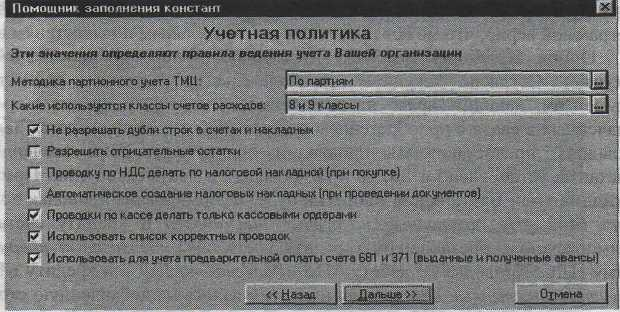 Помощник заполнения констант
Учетная политика
Эти значения определяют правила ведения учета Вашей организации
Методика партионного учета ТМЦ: По партиям ...
Какие используются классы счетов расходов: 8 и 9 классы ...
Не разрешать дубли строк в счетах и накладных
Разрешить отрицательные остатки
Проводку по НДС делать по налоговой накладной (при покупке)
Автоматическое создание налоговых накладных (при проведении документов)
Проводки по кассе делать только кассовыми ордерами
Использовать список корректных проводок
Использовать для учета предварительной оплаты счета 681 и 371 (выданные и полученные авансы)
<< Назад Дальше >> Отмена